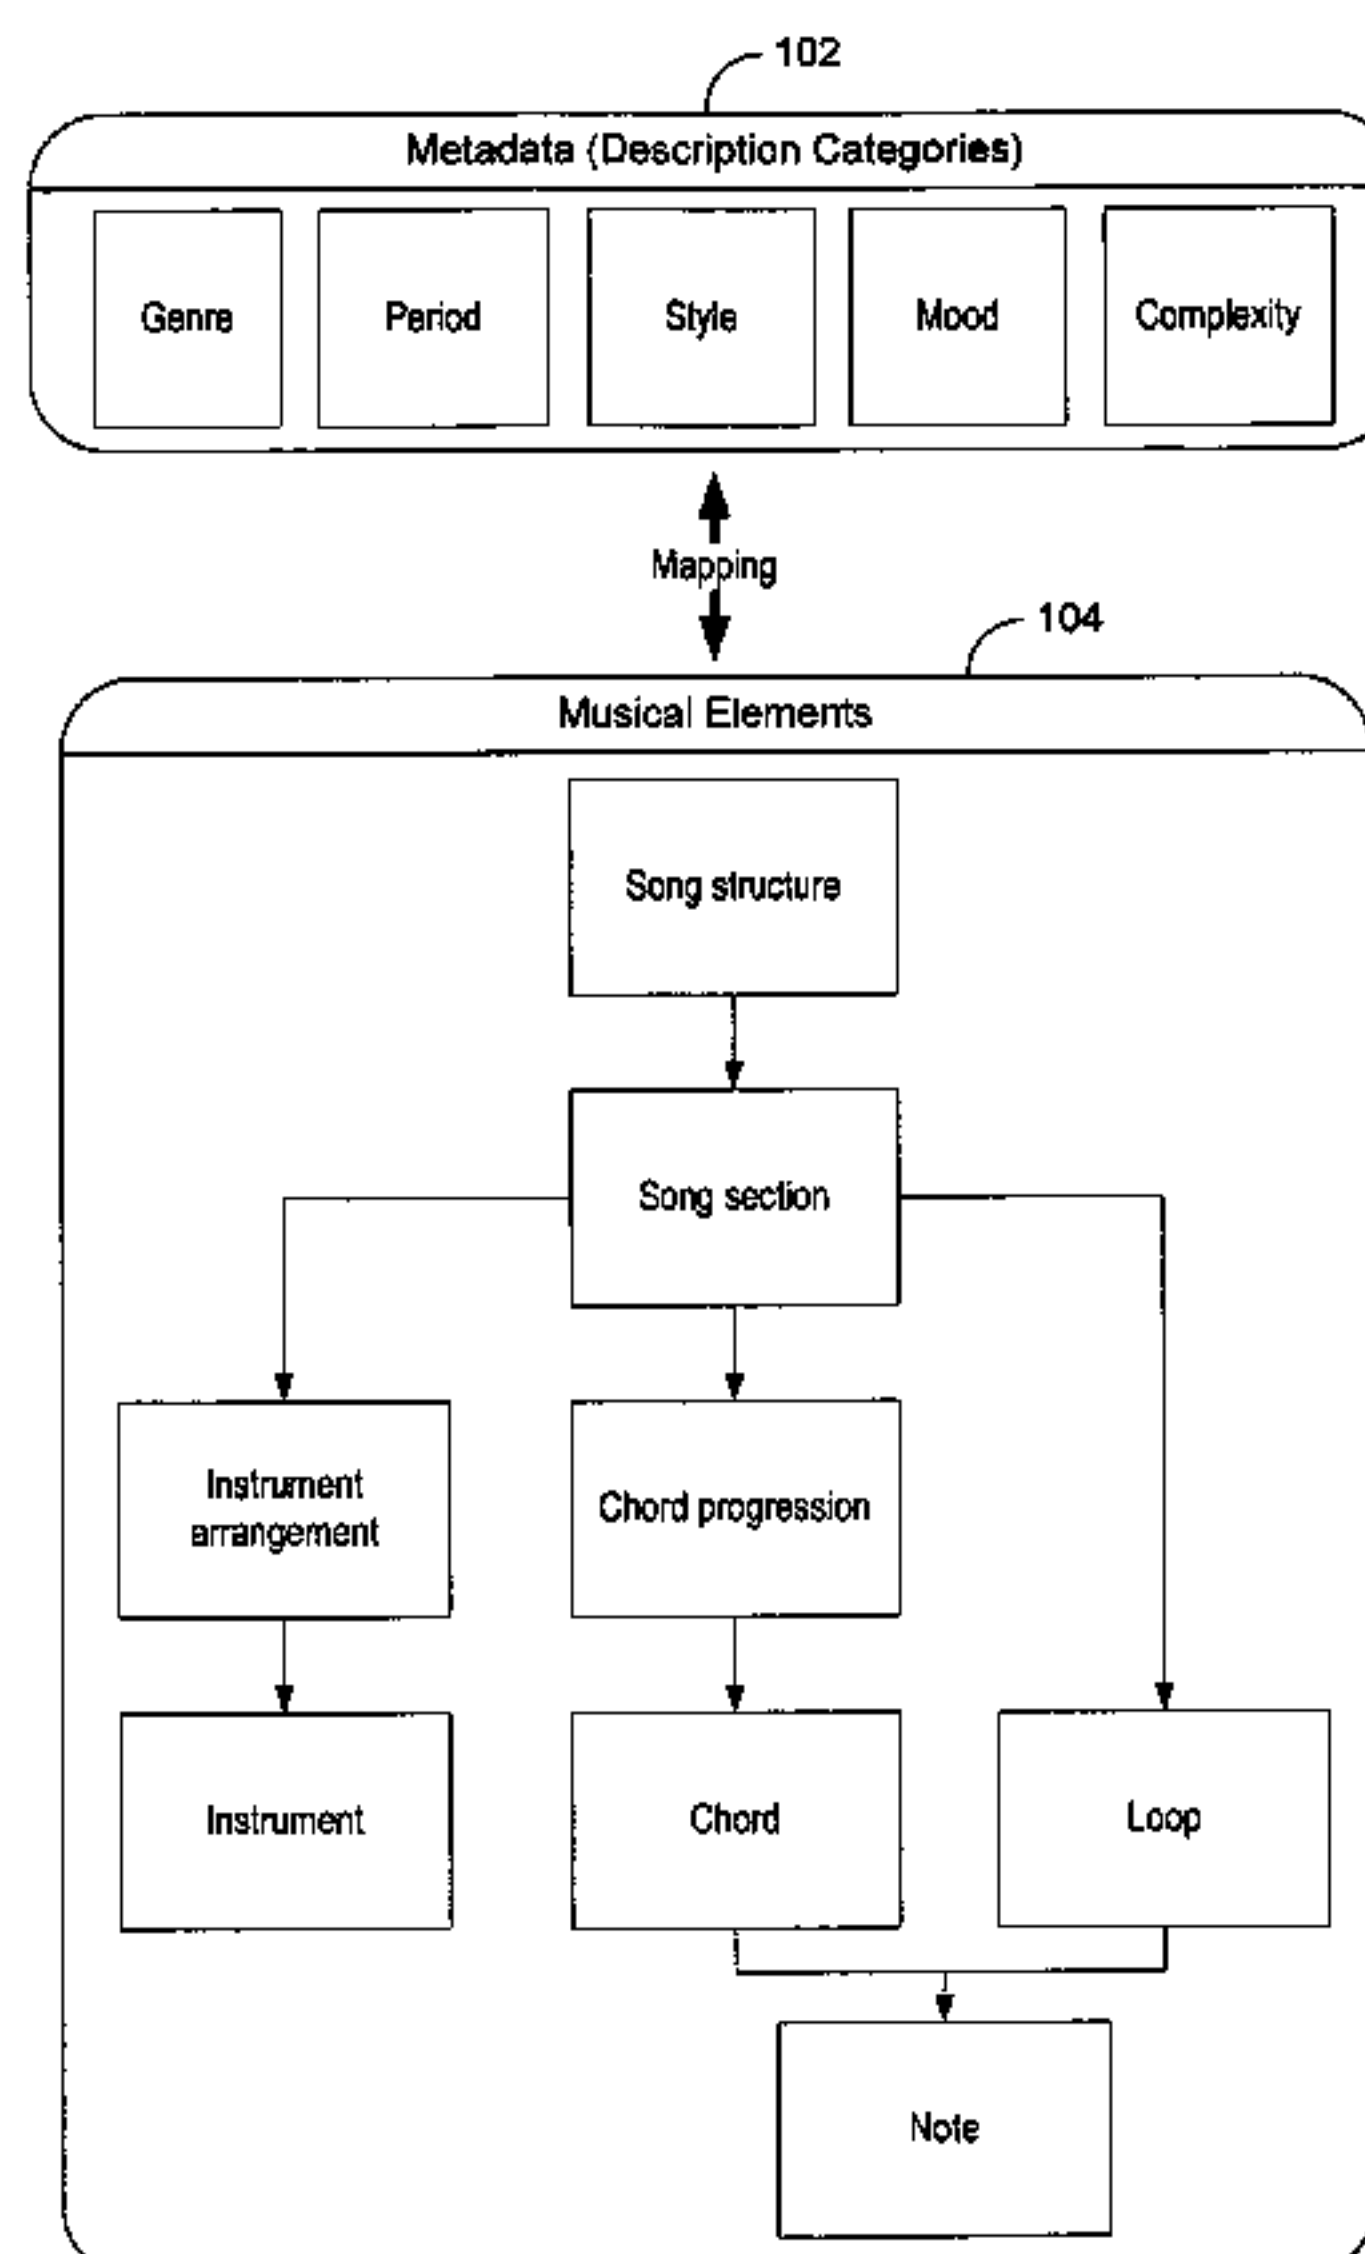 102
Metadata (Description Categories)
Genre
Period
Style
Mood
Complexity
Mapping
104
Musical Elements
Song structure
Song section
Instrument
arrangement
Chord progression
Instrument
Chord
Loop
Note